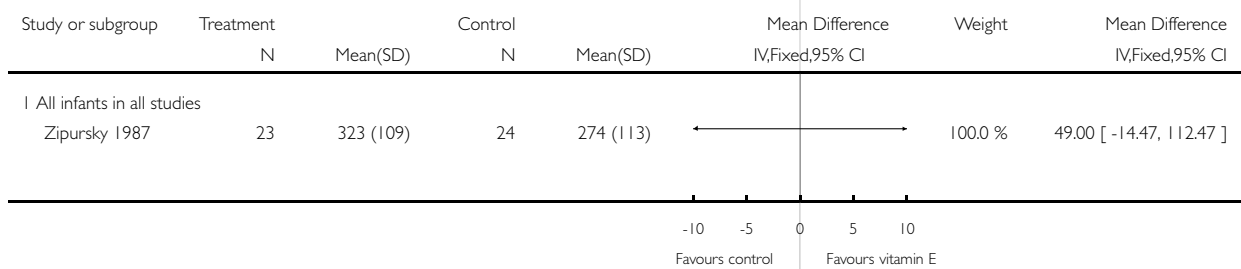 Study or subgroup Treatment Control Mean Difference Weight Mean Difference
N Mean(SD) N Mean(SD) IV,Fixed,95% CI IV,Fixed,95% CI
1 All infants in all studies
Zipursky 1987 23 323 (109) 24 274 (113) 100.0 % 49.00 [ -14.47, 112.47 ]
-10 -5 0 5 10
Favours control Favours vitamin E